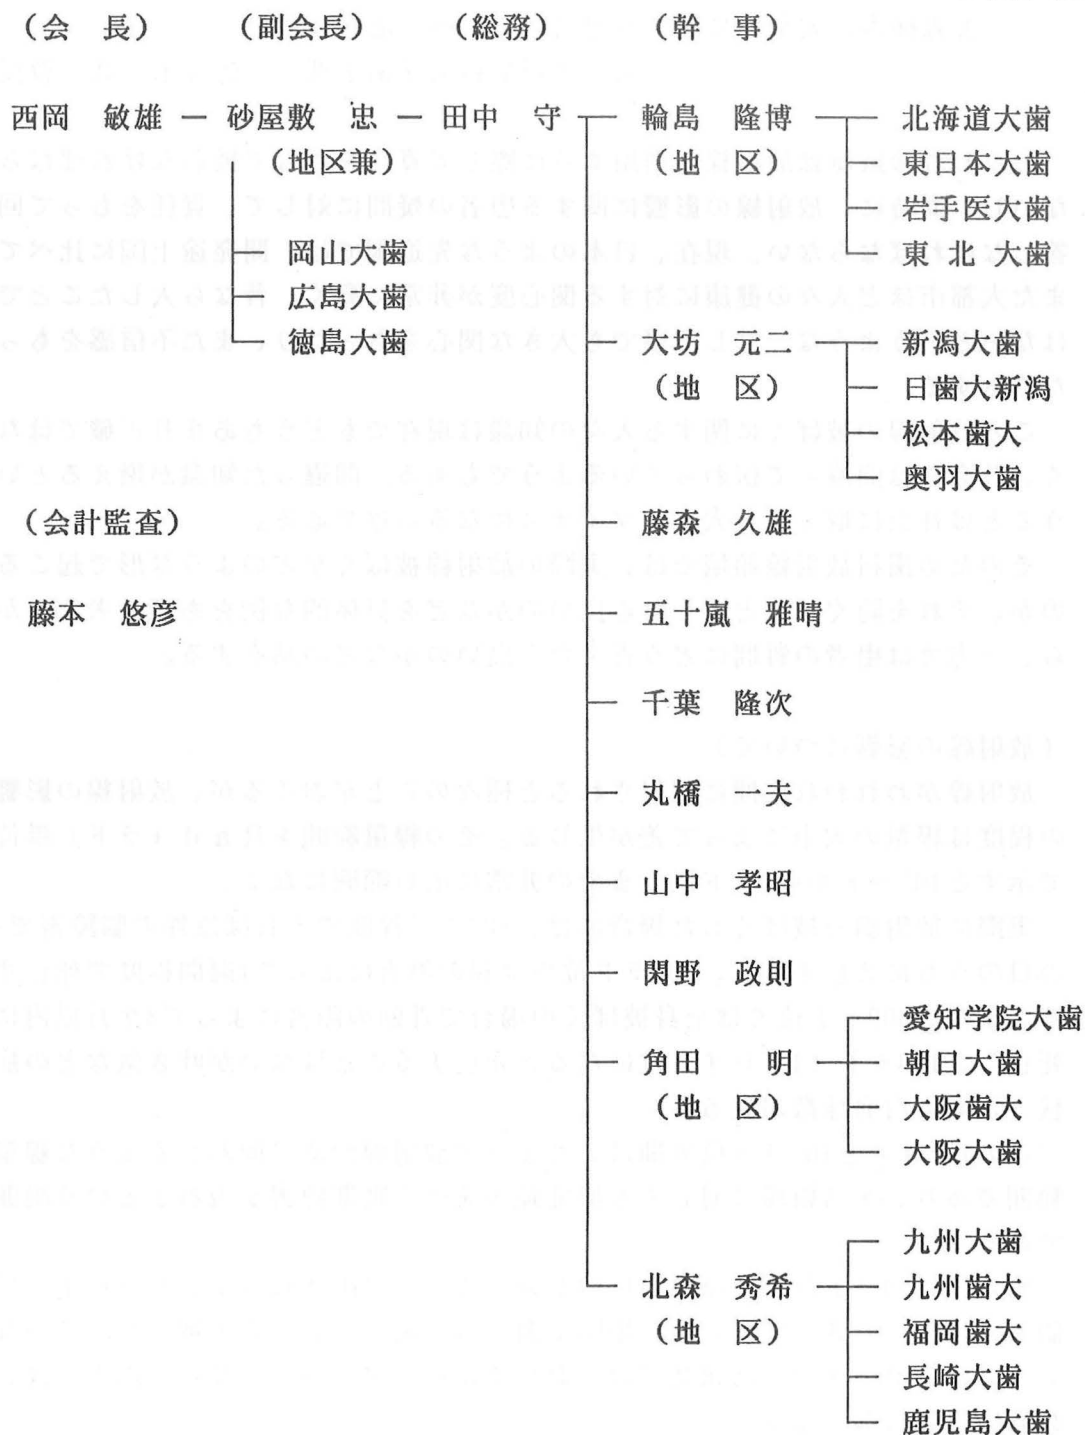 （会　長）　（副会長）　（総務）　（幹　事）
西岡　敏雄 ― 砂屋敷　忠 ― 田中　守　輪島　隆博　北海道大歯
（地区兼）　（地　区）　東日本大歯
岩手医大歯
岡山大歯　東 北 大歯
広島大歯
徳島大歯　大坊　元二　新潟大歯
（地　区）　日歯大新潟
松本歯大
奥羽大歯
（会計監査）　藤森　久雄
藤本　悠彦　五十嵐　雅晴
千葉　隆次
丸橋　一夫
山中　孝昭
閑野　政則
愛知学院大歯
角田　明　朝日大歯
（地　区）　大阪歯大
大阪大歯
九州大歯
北森　秀希　九州歯大
（地　区）　福岡歯大
長崎大歯
鹿児島大歯